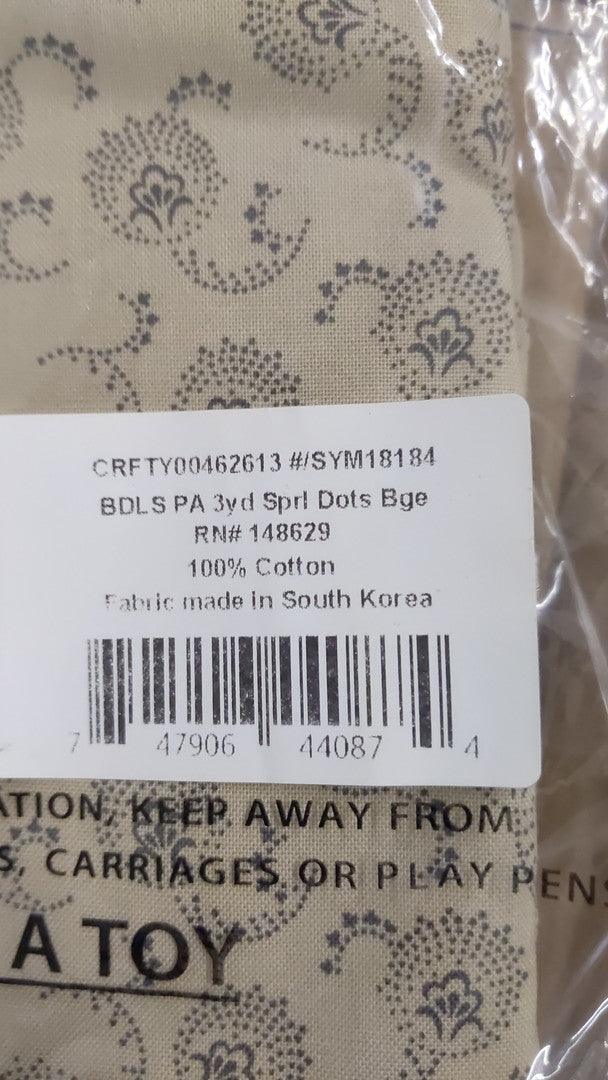 CRFTY00462613 #/SYM18184
BDLS PA 3yd Sprl Dots Bge
RN# 148629
100% Cotton
Fabric made in South Korea
7 47906 44087 4
ATION, KEEP AWAY FROM
S, CARRIAGES OR PLAY PENS
A TOY